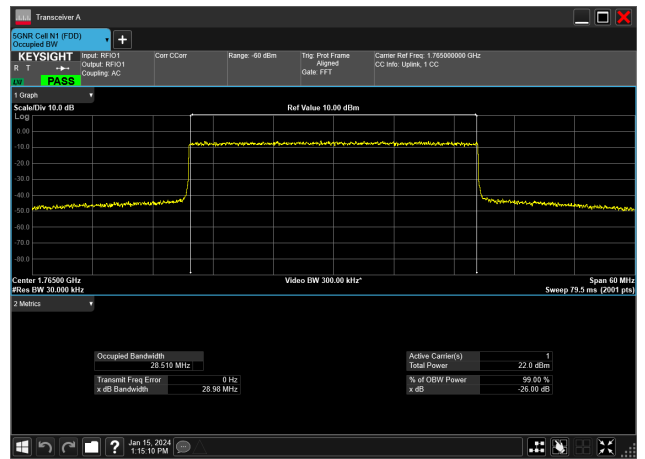 Transceiver A
5GNR Cell N1 (FDD)
Occupied BW
KEYSIGHT
R T
LW
PASS
Input: RFIO1
Output: RFIO1
Coupling: AC
Corr CCorr
Range: -60 dBm
Trig: Prot Frame
Aligned
Gate: FFT
Carrier Ref Freq: 1.765000000 GHz
CC Info: Uplink, 1 CC
1 Graph
Scale/Div 10.0 dB
Ref Value 10.00 dBm
Log
0.00
-10.0
-20.0
-30.0
-40.0
-50.0
-60.0
-70.0
-80.0
Center 1.76500 GHz
Video BW 300.00 kHz*
Span 60 MHz
#Res BW 30.000 kHz
Sweep 79.5 ms (2001 pts)
2 Metrics
Occupied Bandwidth
28.510 MHz
Transmit Freq Error 0 Hz
x dB Bandwidth 28.98 MHz
Active Carrier(s) 1
Total Power 22.0 dBm
% of OBW Power 99.00 %
x dB -26.00 dB
Jan 15, 2024
1:15:10 PM